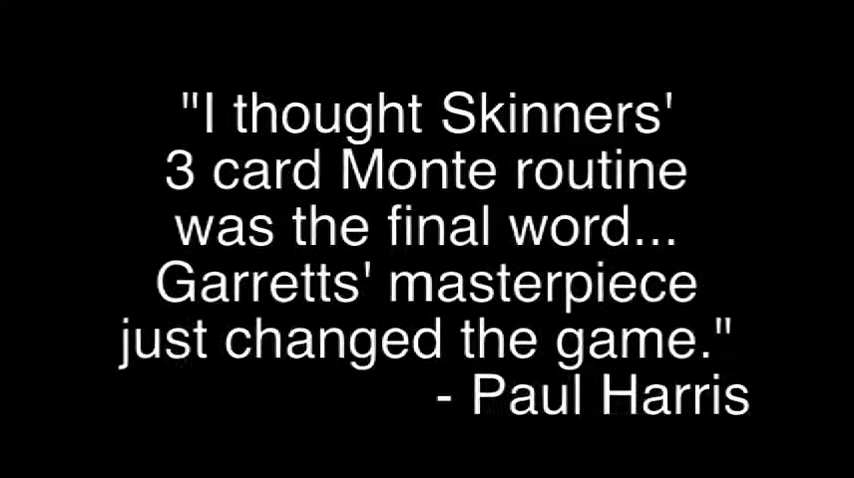 "I thought Skinners'
3 card Monte routine
was the final word...
Garretts' masterpiece
just changed the game."
- Paul Harris